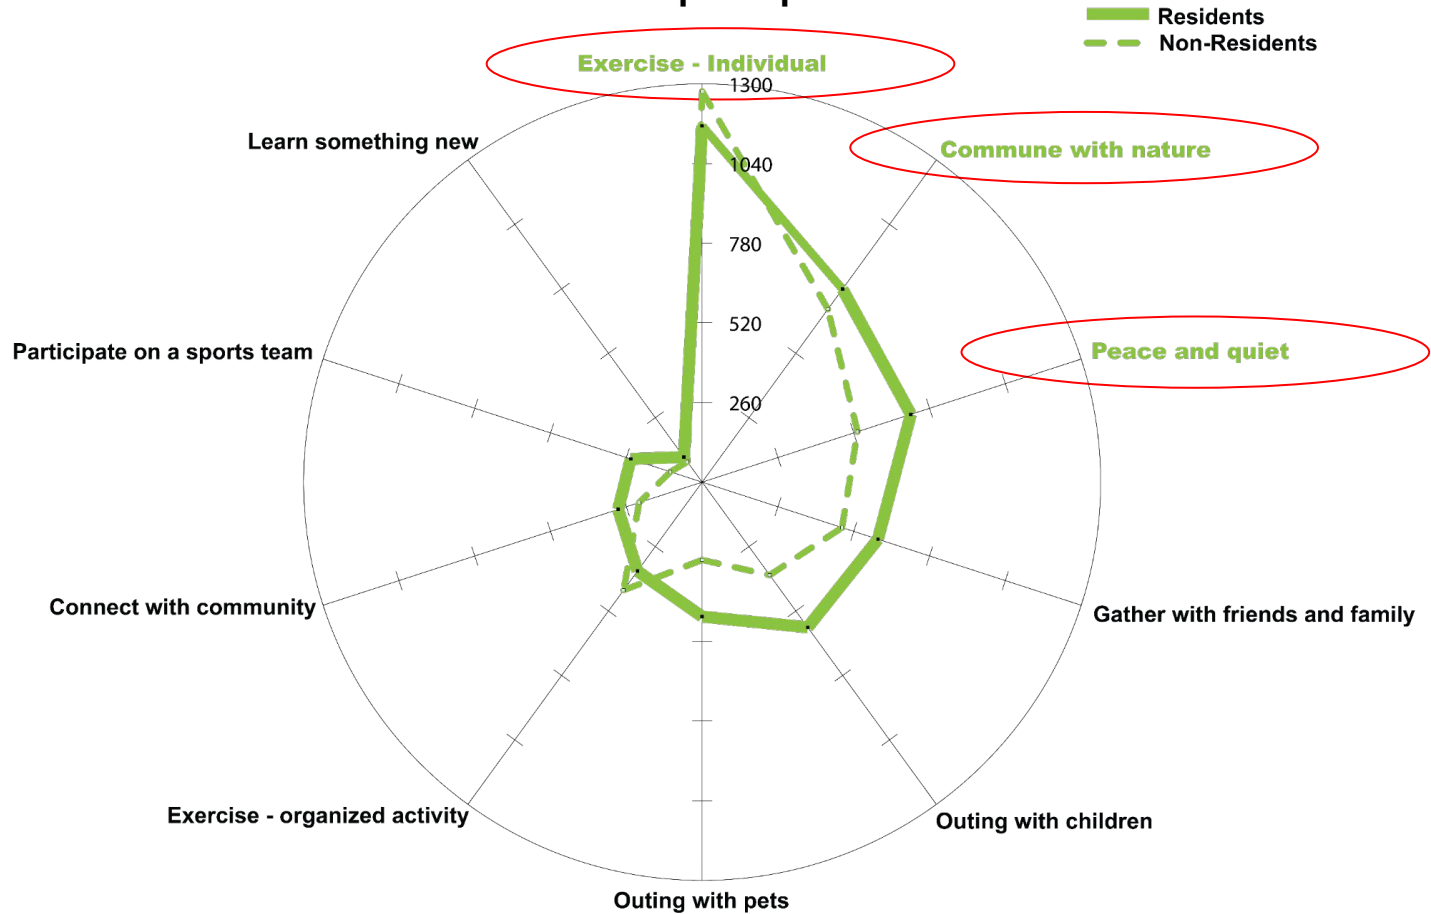 Residents
Non-Residents
Exercise - Individual
1300
Learn something new
Commune with nature
1040
780
Participate on a sports team
520
Peace and quiet
260
Connect with community
Gather with friends and family
Exercise - organized activity
Outing with children
Outing with pets